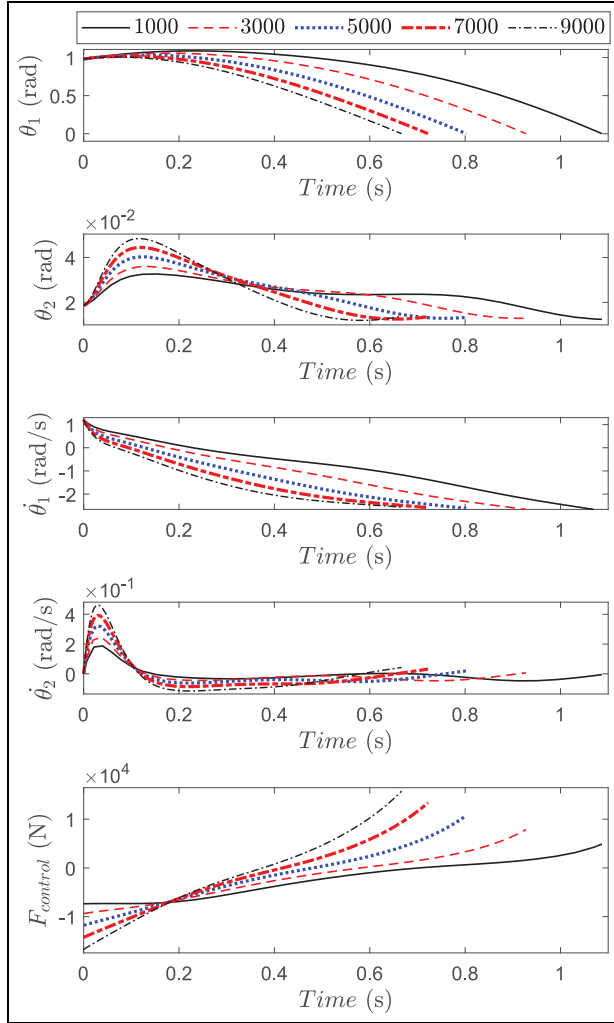 1000 3000 5000 7000 9000
1
0.5
0
θ₁ (rad)
0 0.2 0.4 0.6 0.8 1
Time (s)
×10⁻²
4
2
θ₂ (rad)
0 0.2 0.4 0.6 0.8 1
Time (s)
1
0
-1
-2
θ̇₁ (rad/s)
0 0.2 0.4 0.6 0.8 1
Time (s)
×10⁻¹
4
2
0
θ̇₂ (rad/s)
0 0.2 0.4 0.6 0.8 1
Time (s)
×10⁴
1
0
-1
F_control (N)
0 0.2 0.4 0.6 0.8 1
Time (s)